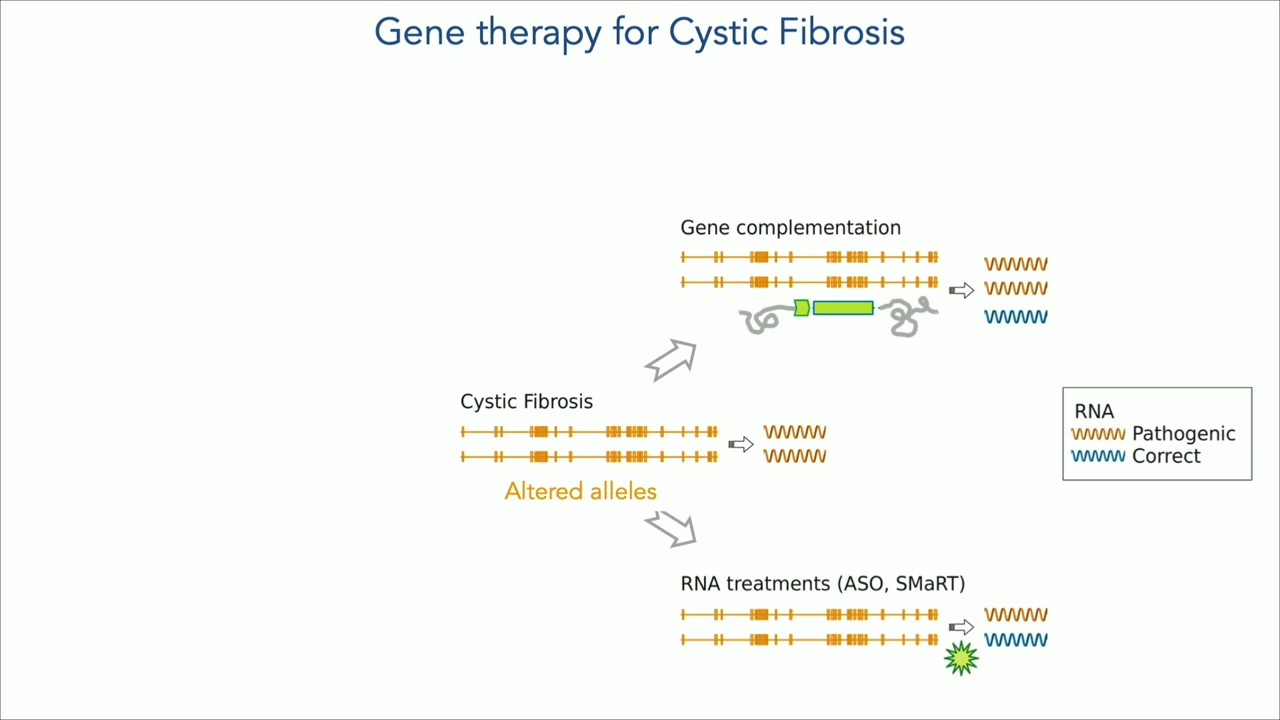 Gene therapy for Cystic Fibrosis
Gene complementation
Cystic Fibrosis
Altered alleles
RNA
Pathogenic
Correct
RNA treatments (ASO, SMaRT)